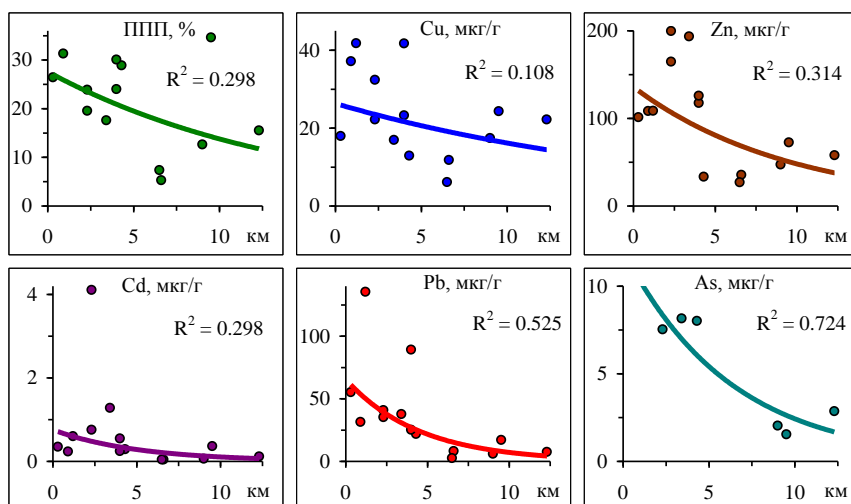 ППП, %
R² = 0.298
30
20
10
0
0 5 10 км
Cu, мкг/г
R² = 0.108
40
20
0
0 5 10 км
Zn, мкг/г
R² = 0.314
200
100
0
0 5 10 км
Cd, мкг/г
R² = 0.298
4
2
0
0 5 10 км
Pb, мкг/г
R² = 0.525
100
50
0
0 5 10 км
As, мкг/г
R² = 0.724
10
5
0
0 5 10 км